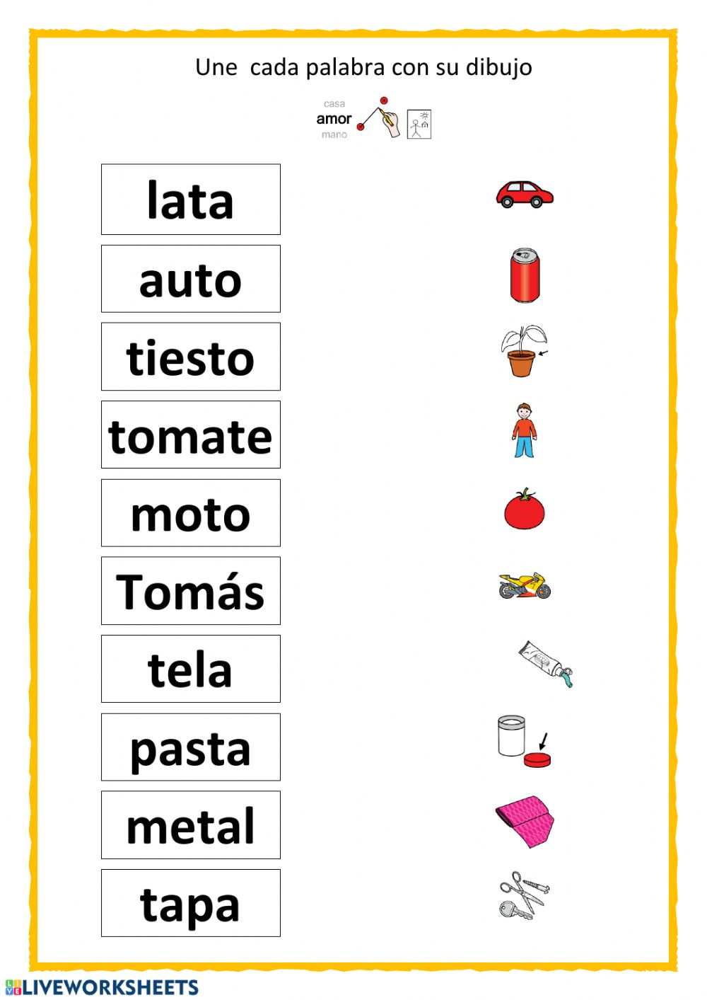 Une cada palabra con su dibujo
casa
amor
mano
lata
auto
tiesto
tomate
moto
Tomás
tela
pasta
metal
tapa
LIVE LIVEWORKSHEETS